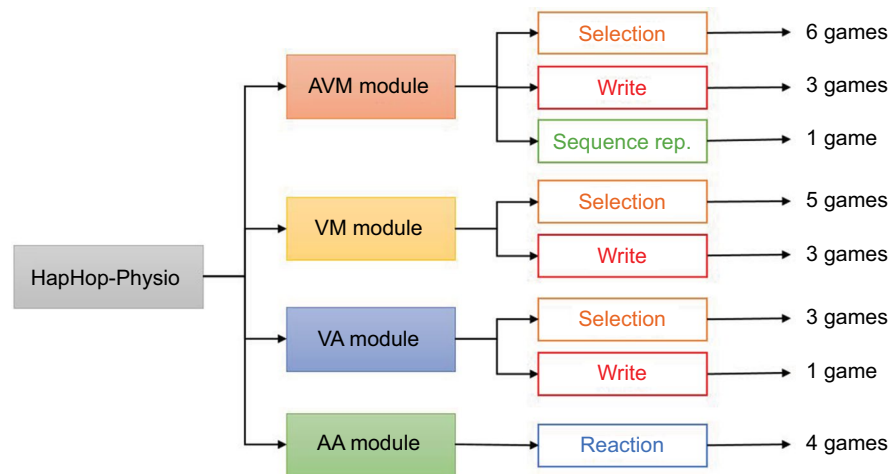 HapHop-Physio
AVM module
Selection
6 games
Write
3 games
Sequence rep.
1 game
VM module
Selection
5 games
Write
3 games
VA module
Selection
3 games
Write
1 game
AA module
Reaction
4 games